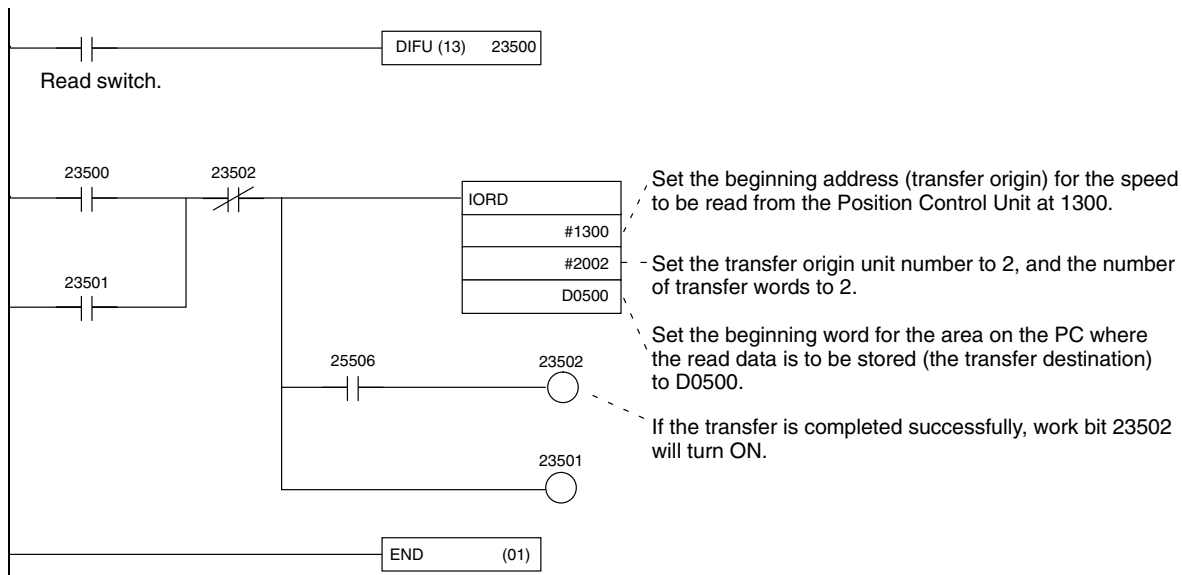 DIFU (13) 23500
Read switch.
23500
23502
IORD
#1300
#2002
D0500
Set the beginning address (transfer origin) for the speed
to be read from the Position Control Unit at 1300.
Set the transfer origin unit number to 2, and the number
of transfer words to 2.
Set the beginning word for the area on the PC where
the read data is to be stored (the transfer destination)
to D0500.
23501
25506
23502
If the transfer is completed successfully, work bit 23502
will turn ON.
23501
END (01)